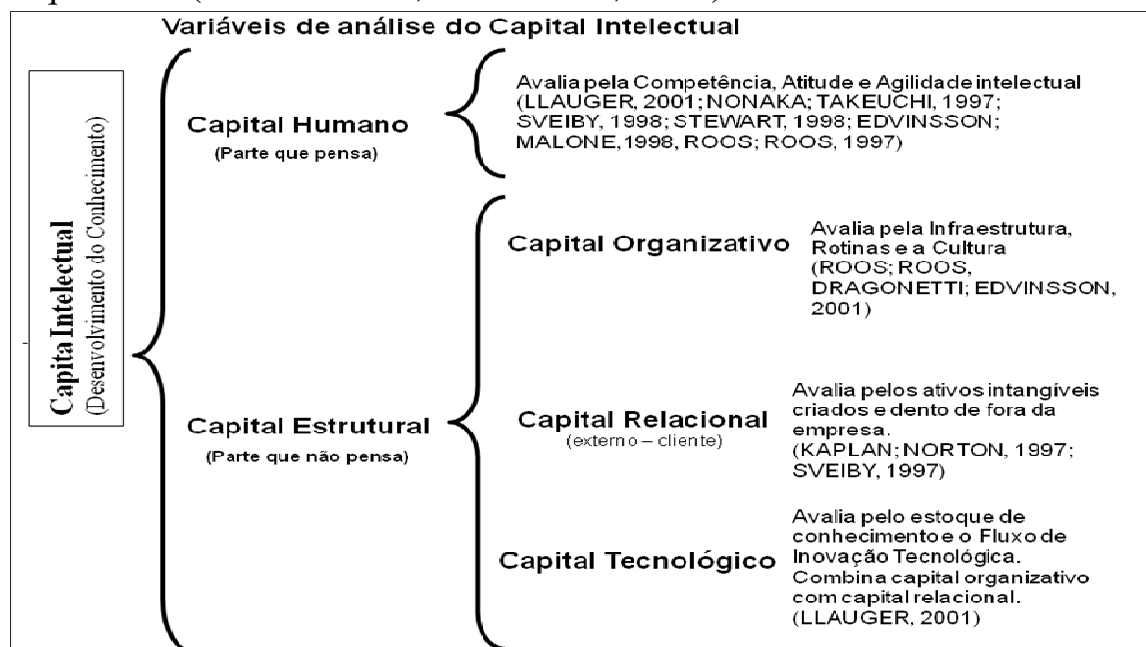 Variáveis de análise do Capital Intelectual
Capita Intelectual
(Desenvolvimento do Conhecimento)
Capital Humano
(Parte que pensa)
Avalia pela Competência, Atitude e Agilidade intelectual
(LLAUGER, 2001; NONAKA; TAKEUCHI, 1997;
SVEIBY, 1998; STEWART, 1998; EDVINSSON;
MALONE,1998, ROOS; ROOS, 1997)
Capital Estrutural
(Parte que não pensa)
Capital Organizativo
Avalia pela Infraestrutura,
Rotinas e a Cultura
(ROOS; ROOS,
DRAGONETTI; EDVINSSON,
2001)
Capital Relacional
(externo – cliente)
Avalia pelos ativos intangíveis
criados e dento de fora da
empresa.
(KAPLAN; NORTON, 1997;
SVEIBY, 1997)
Capital Tecnológico
Avalia pelo estoque de
conhecimento e o Fluxo de
Inovação Tecnológica.
Combina capital organizativo
com capital relacional.
(LLAUGER, 2001)